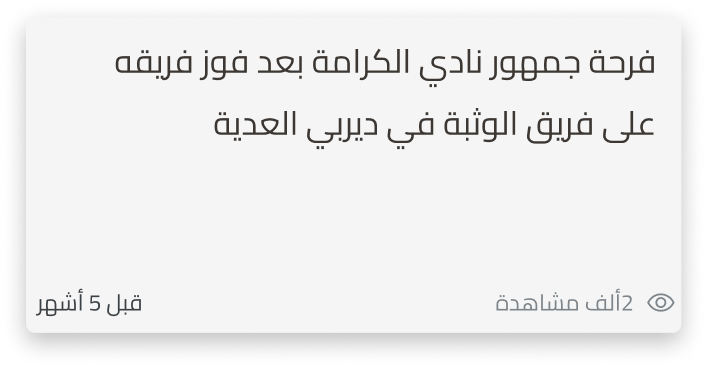 فرحة جمهور نادي الكرامة بعد فوز فريقه
على فريق الوثبة في ديربي العدية
2ألف مشاهدة
قبل 5 أشهر